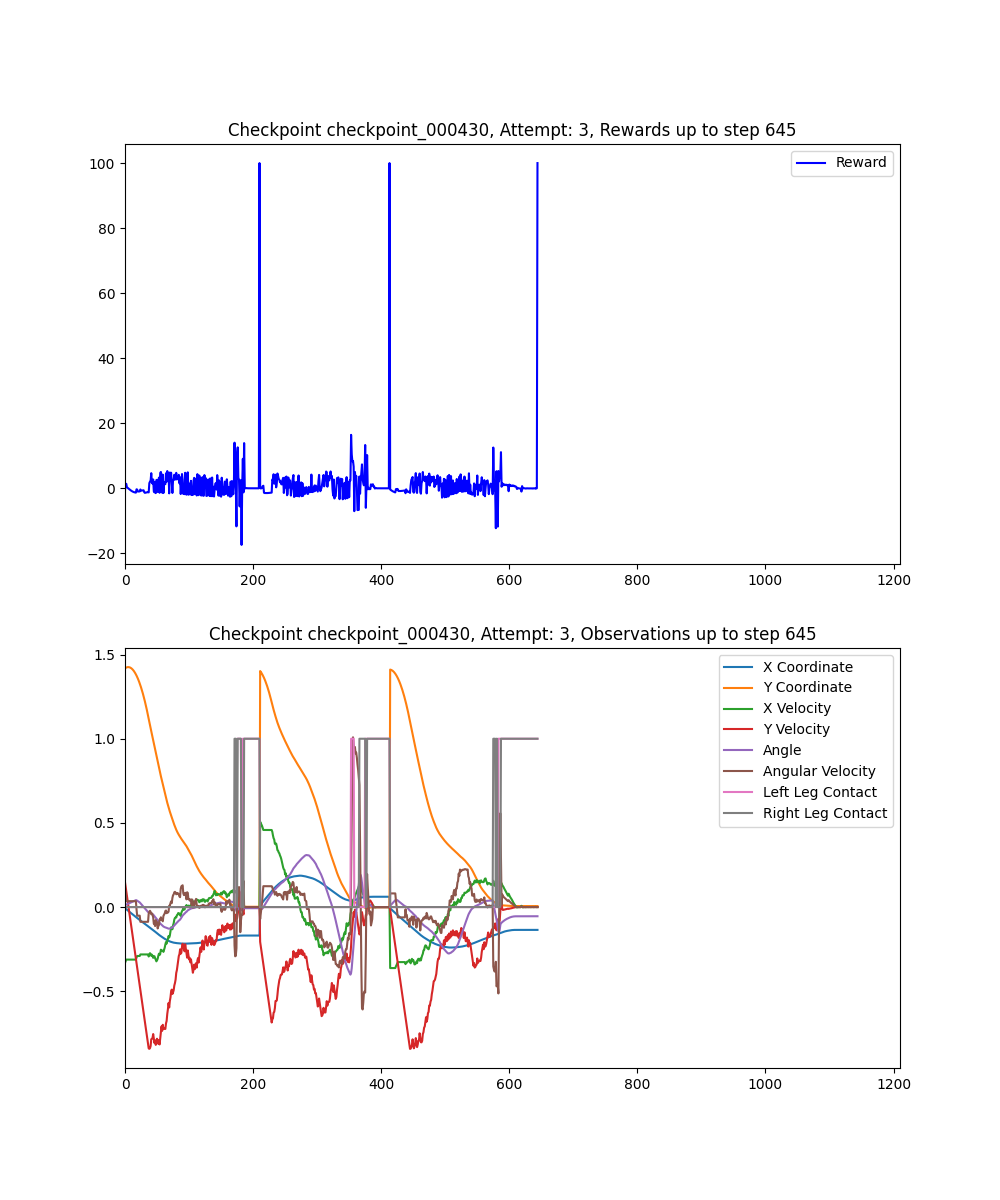 Checkpoint checkpoint_000430, Attempt: 3, Rewards up to step 645
100
80
60
40
20
0
−20
Reward
0 200 400 600 800 1000 1200
Checkpoint checkpoint_000430, Attempt: 3, Observations up to step 645
1.5
1.0
0.5
0.0
−0.5
X Coordinate
Y Coordinate
X Velocity
Y Velocity
Angle
Angular Velocity
Left Leg Contact
Right Leg Contact
0 200 400 600 800 1000 1200